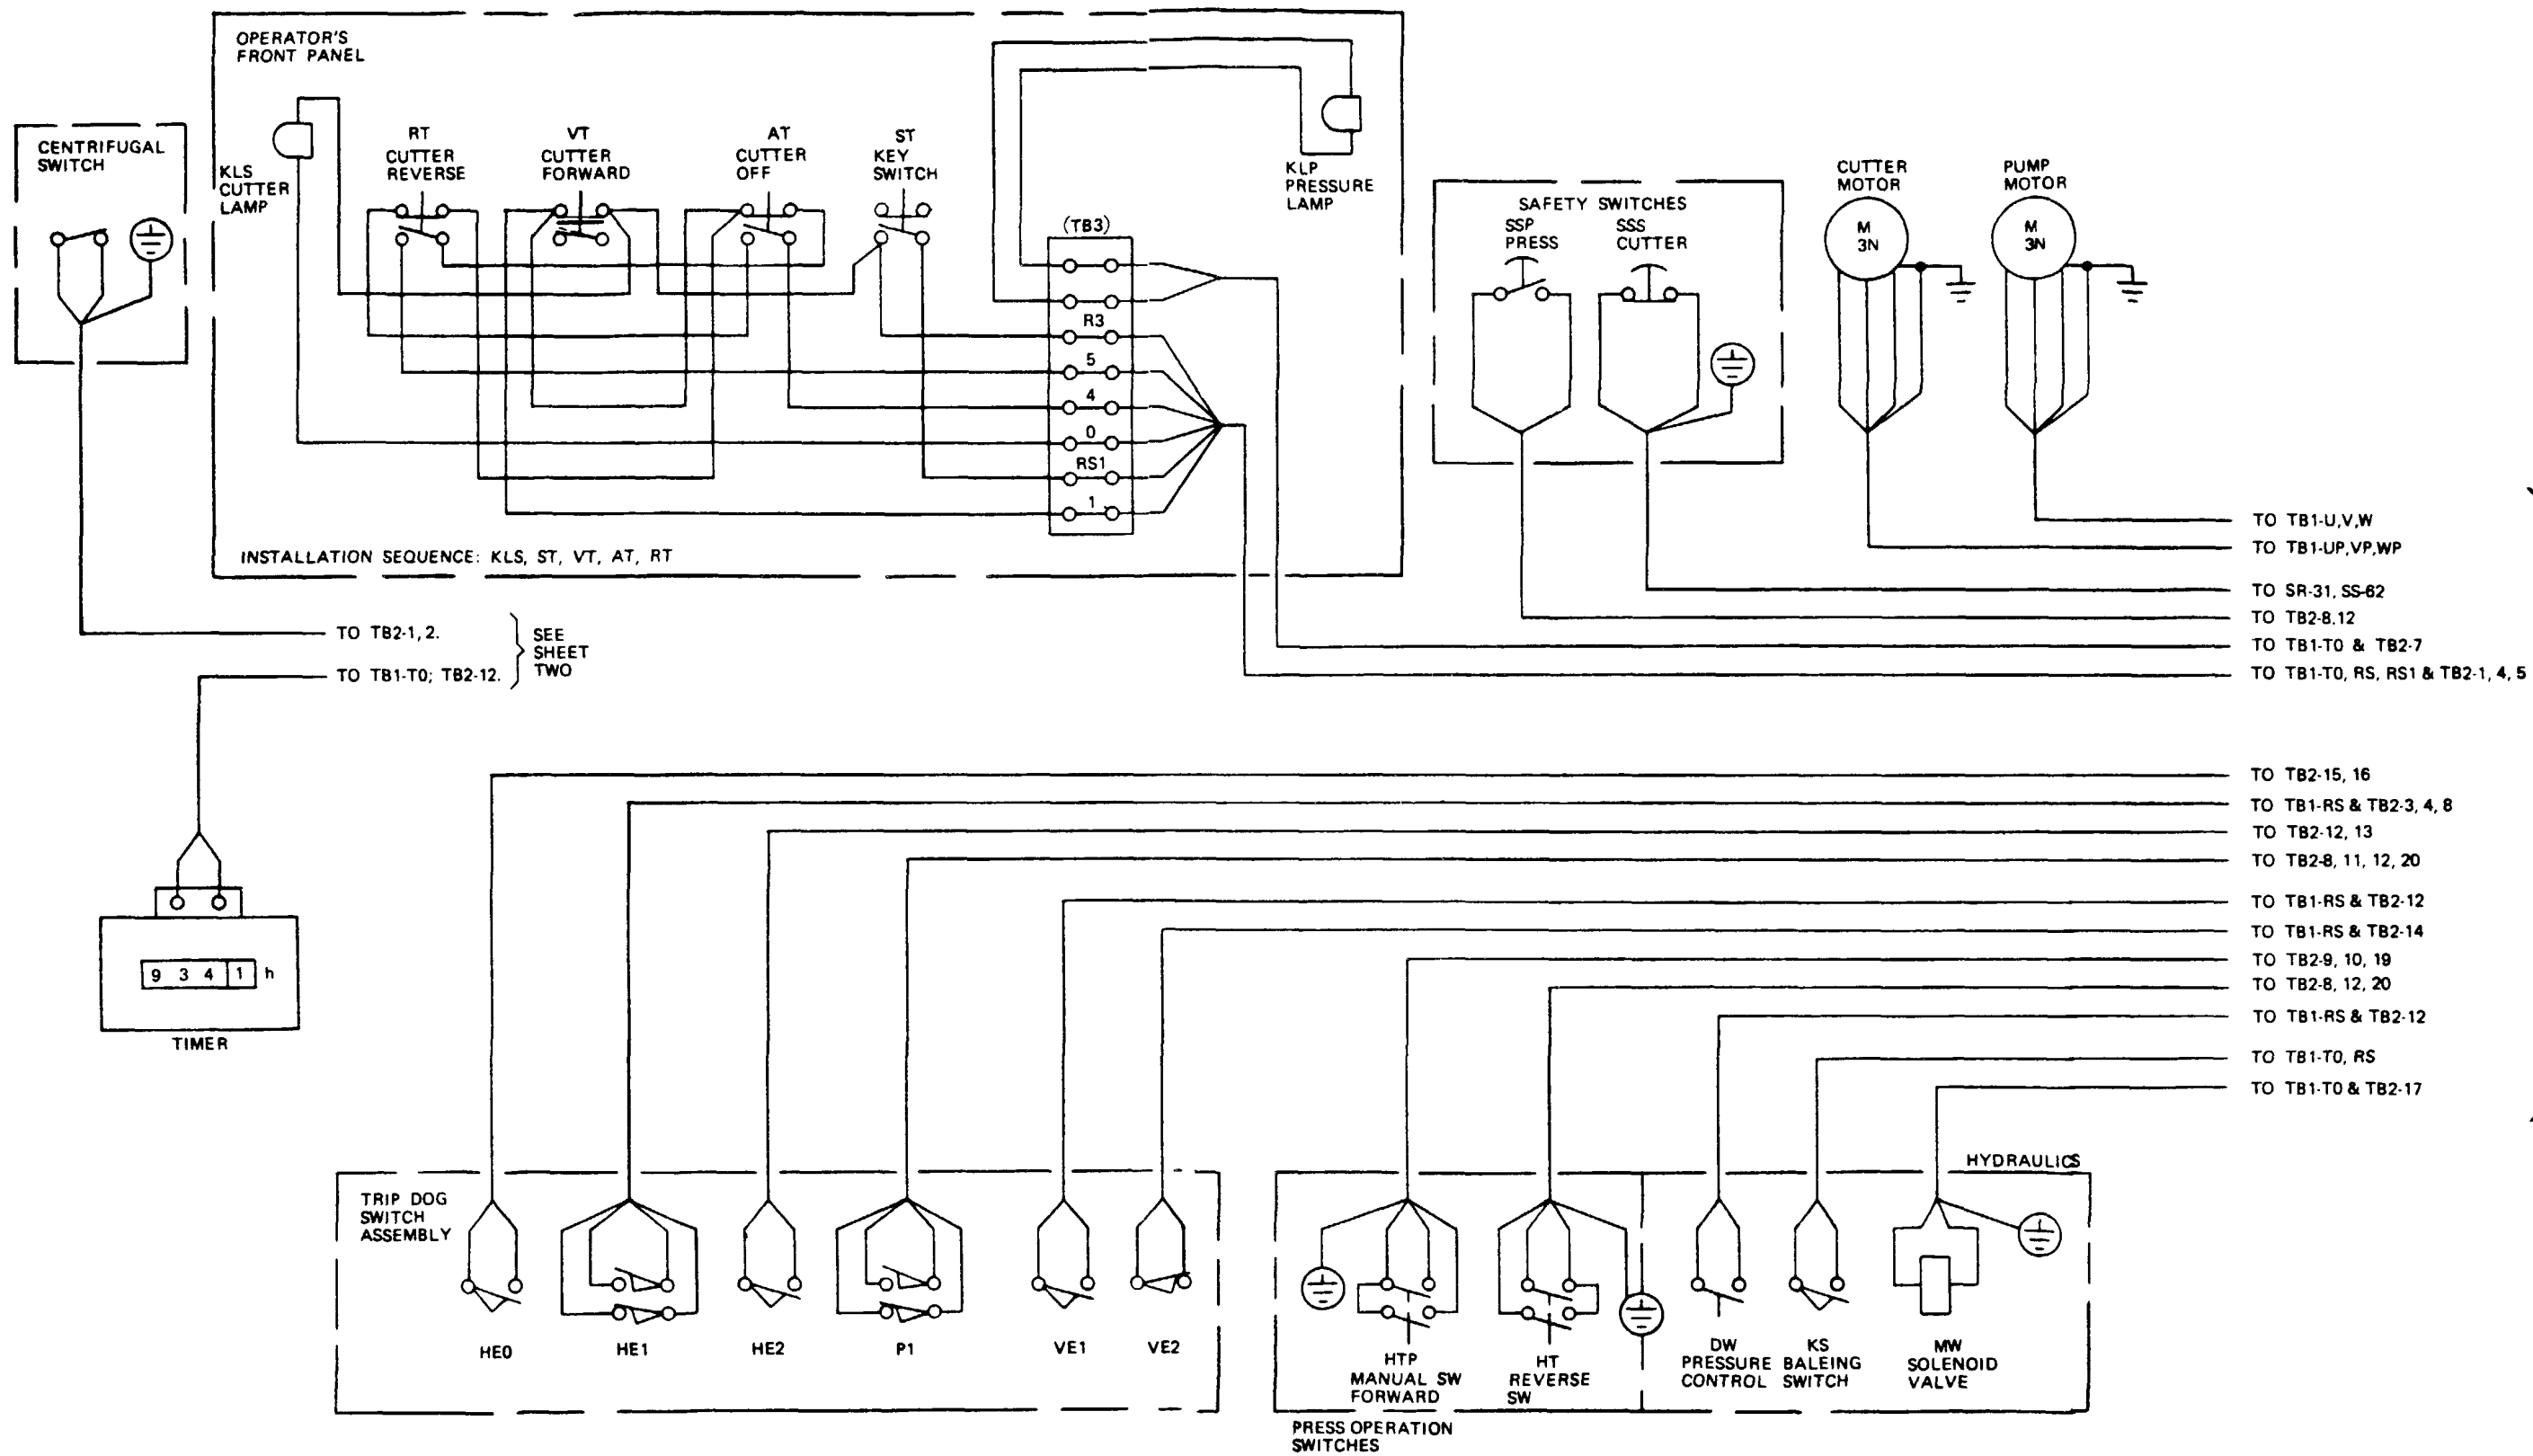 OPERATOR'S
FRONT PANEL
CENTRIFUGAL
SWITCH
KLS
CUTTER
LAMP
RT
CUTTER
REVERSE
VT
CUTTER
FORWARD
AT
CUTTER
OFF
ST
KEY
SWITCH
(TB3)
R3
5
4
0
RS1
1
KLP
PRESSURE
LAMP
INSTALLATION SEQUENCE: KLS, ST, VT, AT, RT
SAFETY SWITCHES
SSP
PRESS
SSS
CUTTER
CUTTER
MOTOR
M
3N
PUMP
MOTOR
M
3N
TO TB1-U,V,W
TO TB1-UP,VP,WP
TO SR-31, SS-62
TO TB2-8.12
TO TB1-T0 & TB2-7
TO TB1-T0, RS, RS1 & TB2-1, 4, 5
TO TB2-1, 2.
TO TB1-T0; TB2-12.
SEE
SHEET
TWO
9 3 4 1 h
TIMER
TO TB2-15, 16
TO TB1-RS & TB2-3, 4, 8
TO TB2-12, 13
TO TB2-8, 11, 12, 20
TO TB1-RS & TB2-12
TO TB1-RS & TB2-14
TO TB2-9, 10, 19
TO TB2-8, 12, 20
TO TB1-RS & TB2-12
TO TB1-T0, RS
TO TB1-T0 & TB2-17
TRIP DOG
SWITCH
ASSEMBLY
HE0
HE1
HE2
P1
VE1
VE2
HYDRAULICS
HTP
MANUAL SW
FORWARD
HT
REVERSE
SW
DW
PRESSURE
CONTROL
KS
BALEING
SWITCH
MW
SOLENOID
VALVE
PRESS OPERATION
SWITCHES